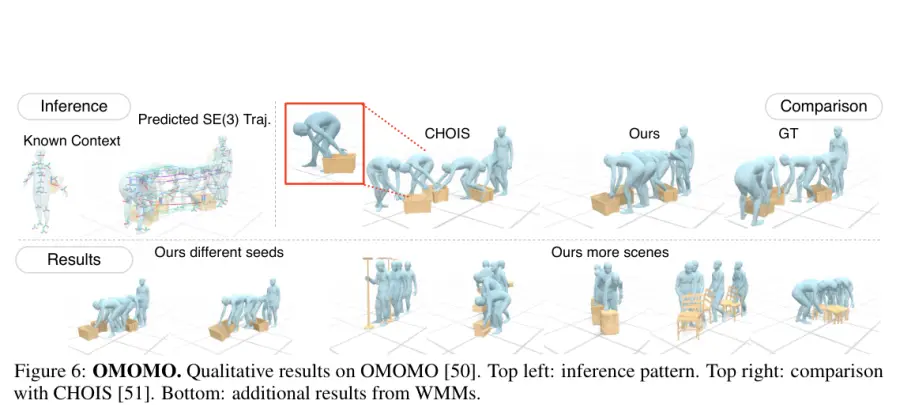 Inference
Comparison
Predicted SE(3) Traj.
Known Context
CHOIS
Ours
GT
Results
Ours different seeds
Ours more scenes
Figure 6: OMOMO. Qualitative results on OMOMO [50]. Top left: inference pattern. Top right: comparison
with CHOIS [51]. Bottom: additional results from WMMs.